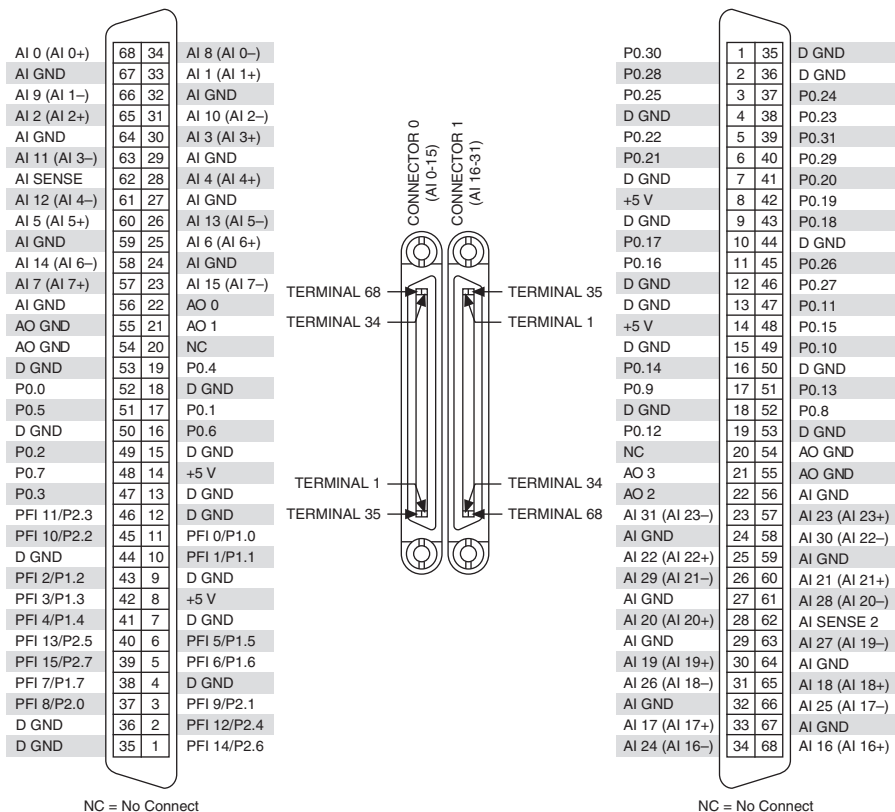 AI 0 (AI 0+) 68 34 AI 8 (AI 0–)
AI GND 67 33 AI 1 (AI 1+)
AI 9 (AI 1–) 66 32 AI GND
AI 2 (AI 2+) 65 31 AI 10 (AI 2–)
AI GND 64 30 AI 3 (AI 3+)
AI 11 (AI 3–) 63 29 AI GND
AI SENSE 62 28 AI 4 (AI 4+)
AI 12 (AI 4–) 61 27 AI GND
AI 5 (AI 5+) 60 26 AI 13 (AI 5–)
AI GND 59 25 AI 6 (AI 6+)
AI 14 (AI 6–) 58 24 AI GND
AI 7 (AI 7+) 57 23 AI 15 (AI 7–)
AI GND 56 22 AO 0
AO GND 55 21 AO 1
AO GND 54 20 NC
D GND 53 19 P0.4
P0.0 52 18 D GND
P0.5 51 17 P0.1
D GND 50 16 P0.6
P0.2 49 15 D GND
P0.7 48 14 +5 V
P0.3 47 13 D GND
PFI 11/P2.3 46 12 D GND
PFI 10/P2.2 45 11 PFI 0/P1.0
D GND 44 10 PFI 1/P1.1
PFI 2/P1.2 43 9 D GND
PFI 3/P1.3 42 8 +5 V
PFI 4/P1.4 41 7 D GND
PFI 13/P2.5 40 6 PFI 5/P1.5
PFI 15/P2.7 39 5 PFI 6/P1.6
PFI 7/P1.7 38 4 D GND
PFI 8/P2.0 37 3 PFI 9/P2.1
D GND 36 2 PFI 12/P2.4
D GND 35 1 PFI 14/P2.6
NC = No Connect
CONNECTOR 0
(AI 0-15)
CONNECTOR 1
(AI 16-31)
TERMINAL 68
TERMINAL 34
TERMINAL 35
TERMINAL 1
TERMINAL 1
TERMINAL 35
TERMINAL 34
TERMINAL 68
P0.30 1 35 D GND
P0.28 2 36 D GND
P0.25 3 37 P0.24
D GND 4 38 P0.23
P0.22 5 39 P0.31
P0.21 6 40 P0.29
D GND 7 41 P0.20
+5 V 8 42 P0.19
D GND 9 43 P0.18
P0.17 10 44 D GND
P0.16 11 45 P0.26
D GND 12 46 P0.27
D GND 13 47 P0.11
+5 V 14 48 P0.15
D GND 15 49 P0.10
P0.14 16 50 D GND
P0.9 17 51 P0.13
D GND 18 52 P0.8
P0.12 19 53 D GND
NC 20 54 AO GND
AO 3 21 55 AO GND
AO 2 22 56 AI GND
AI 31 (AI 23–) 23 57 AI 23 (AI 23+)
AI GND 24 58 AI 30 (AI 22–)
AI 22 (AI 22+) 25 59 AI GND
AI 29 (AI 21–) 26 60 AI 21 (AI 21+)
AI GND 27 61 AI 28 (AI 20–)
AI 20 (AI 20+) 28 62 AI SENSE 2
AI GND 29 63 AI 27 (AI 19–)
AI 19 (AI 19+) 30 64 AI GND
AI 26 (AI 18–) 31 65 AI 18 (AI 18+)
AI GND 32 66 AI 25 (AI 17–)
AI 17 (AI 17+) 33 67 AI GND
AI 24 (AI 16–) 34 68 AI 16 (AI 16+)
NC = No Connect